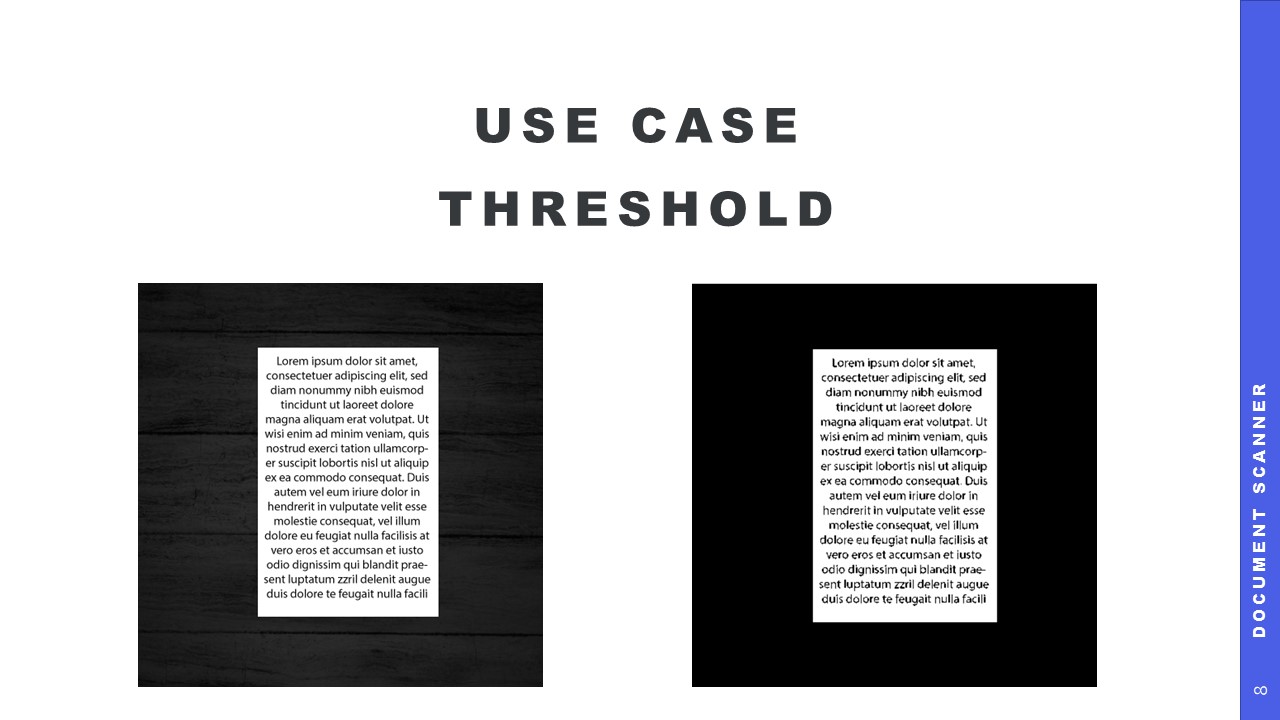 USE CASE
THRESHOLD
Lorem ipsum dolor sit amet,
consectetuer adipiscing elit, sed
diam nonummy nibh euismod
tincidunt ut laoreet dolore
magna aliquam erat volutpat. Ut
wisi enim ad minim veniam, quis
nostrud exerci tation ullamcorp-
er suscipit lobortis nisl ut aliquip
ex ea commodo consequat. Duis
autem vel eum iriure dolor in
hendrerit in vulputate velit esse
molestie consequat, vel illum
dolore eu feugiat nulla facilisis at
vero eros et accumsan et iusto
odio dignissim qui blandit prae-
sent luptatum zzril delenit augue
duis dolore te feugait nulla facili
Lorem ipsum dolor sit amet,
consectetuer adipiscing elit, sed
diam nonummy nibh euismod
tincidunt ut laoreet dolore
magna aliquam erat volutpat. Ut
wisi enim ad minim veniam, quis
nostrud exerci tation ullamcorp-
er suscipit lobortis nisl ut aliquip
ex ea commodo consequat. Duis
autem vel eum iriure dolor in
hendrerit in vulputate velit esse
molestie consequat, vel illum
dolore eu feugiat nulla facilisis at
vero eros et accumsan et iusto
odio dignissim qui blandit prae-
sent luptatum zzril delenit augue
duis dolore te feugait nulla facili
DOCUMENT SCANNER
8